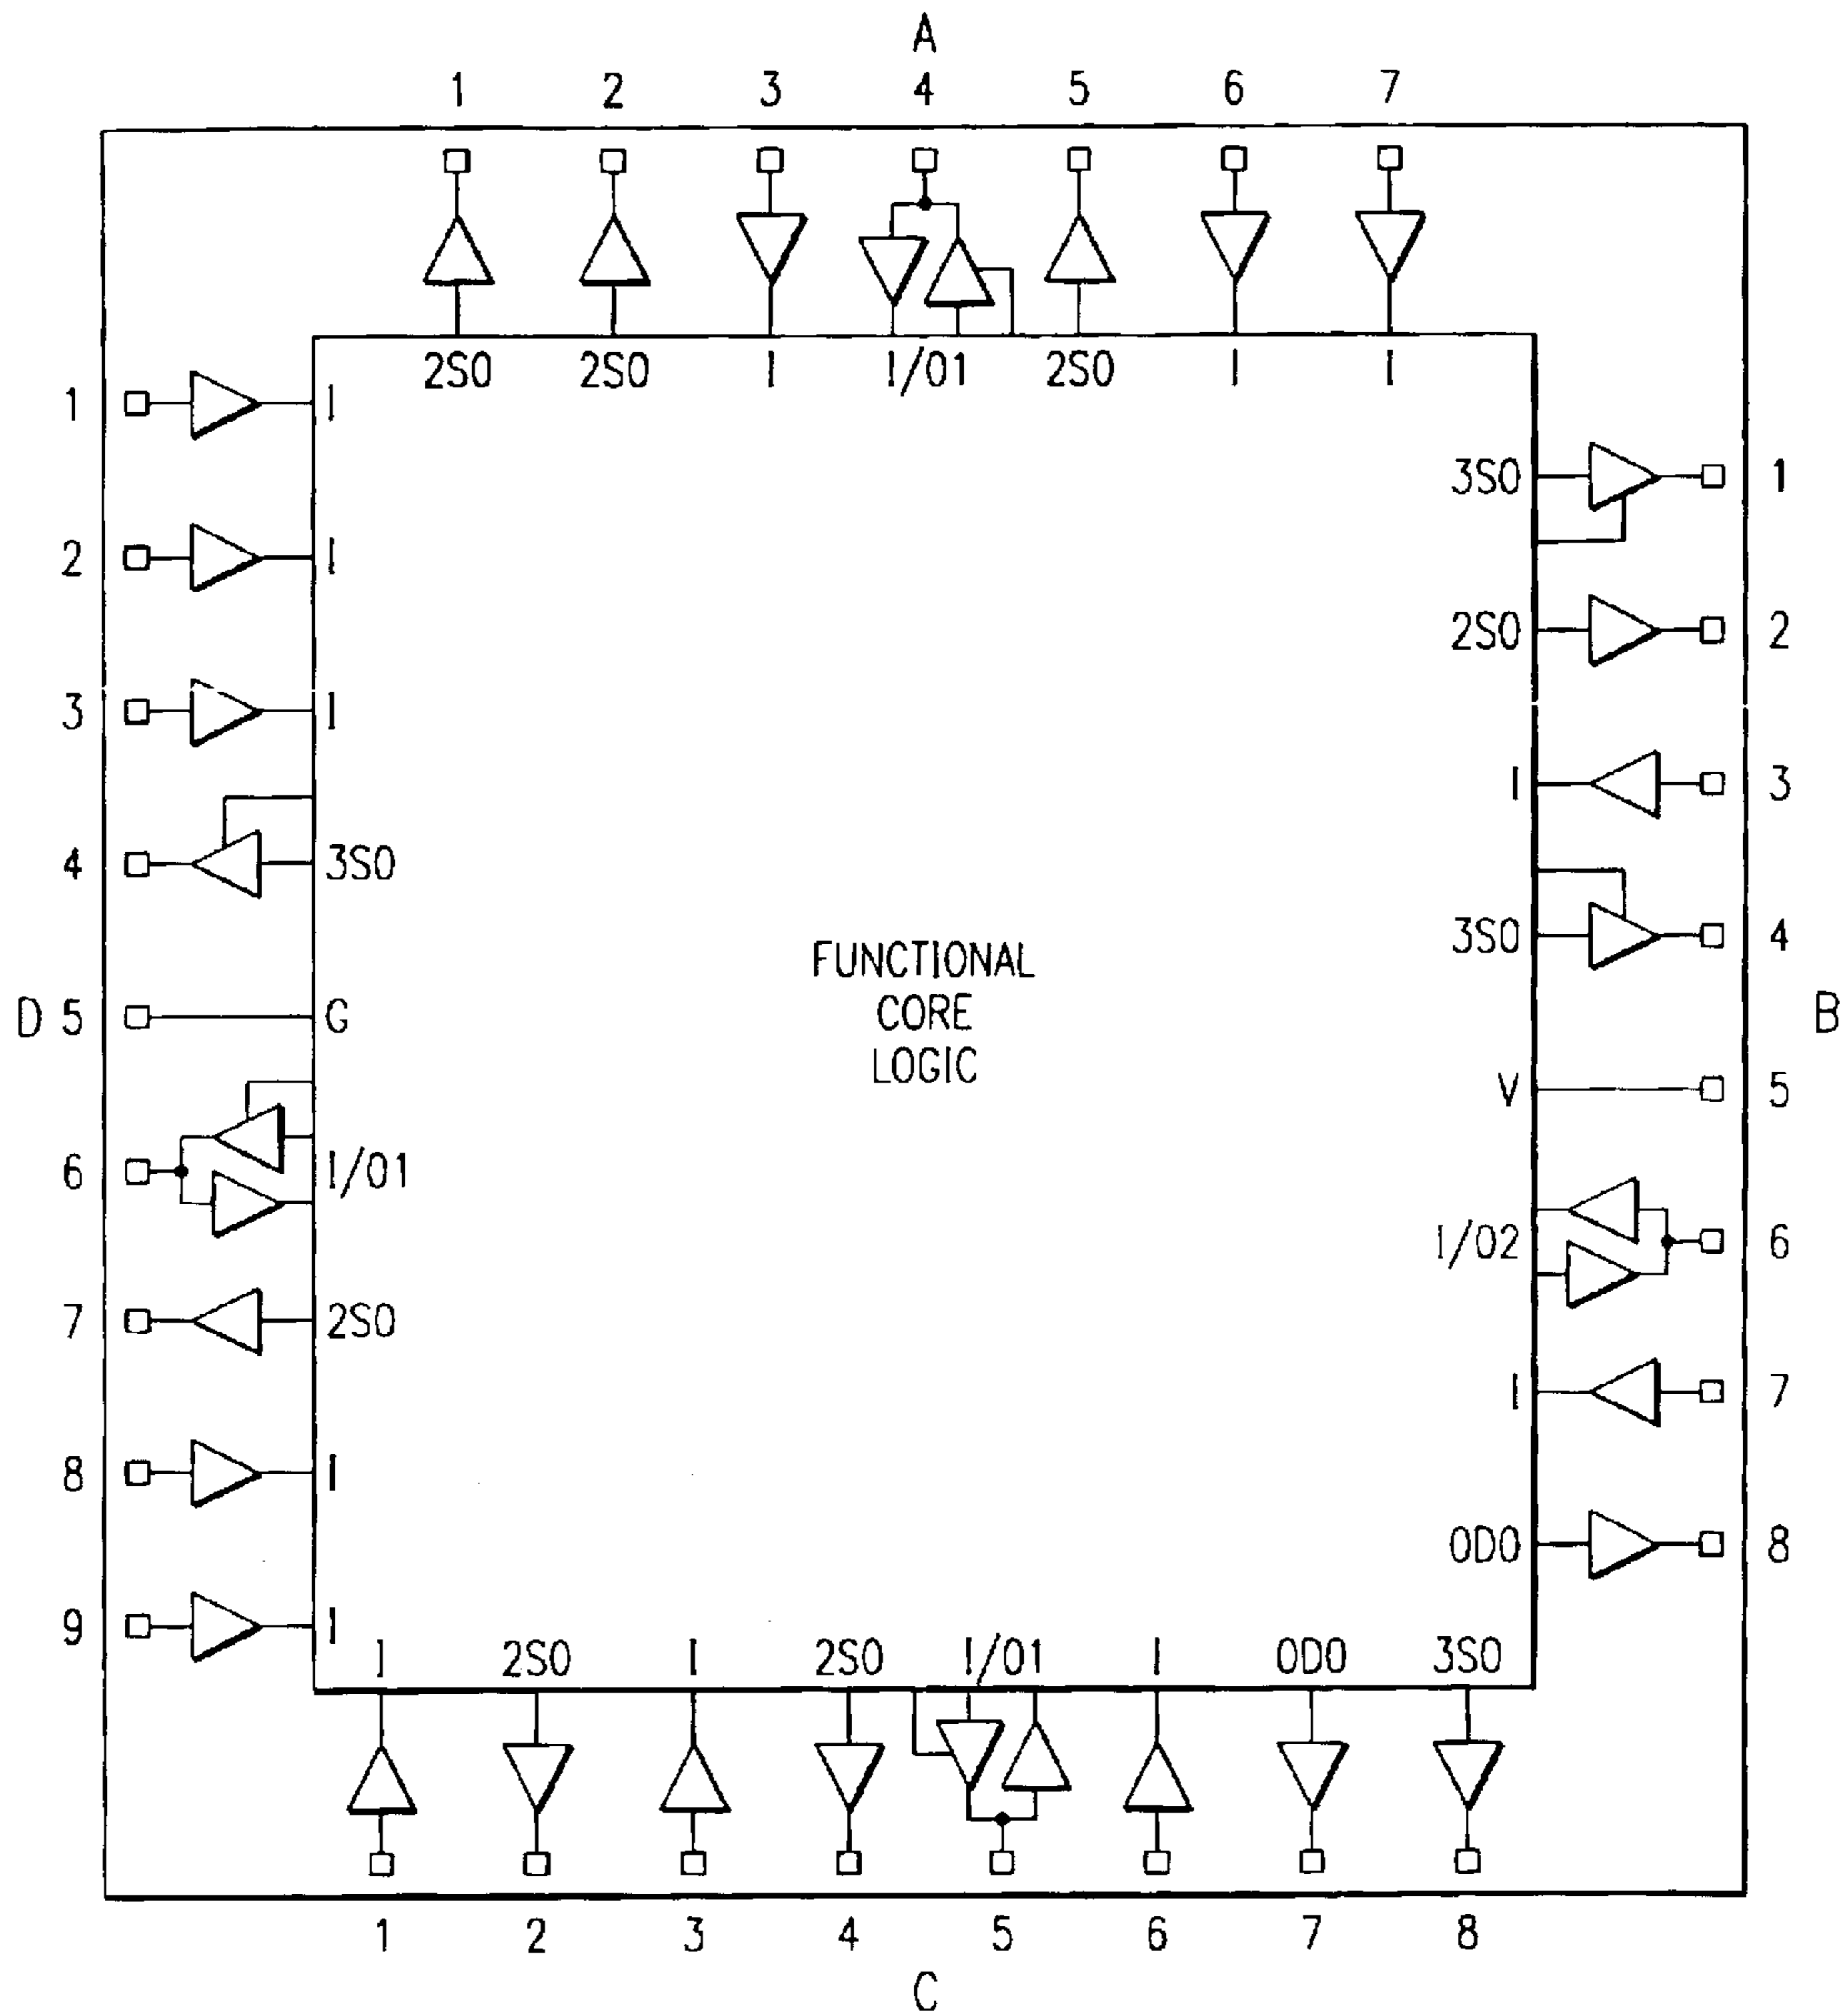 A
1 2 3 4 5 6 7
2SO 2SO I I/O1 2SO I I
1 I
3SO 1
2 I
2SO 2
3 I
I 3
4 3SO
3SO 4
FUNCTIONAL
CORE
LOGIC
D 5 G
B
V 5
6 I/O1
I/O2 6
7 2SO
I 7
8 I
ODO 8
9 I
I 2SO I 2SO I/O1 I ODO 3SO
1 2 3 4 5 6 7 8
C